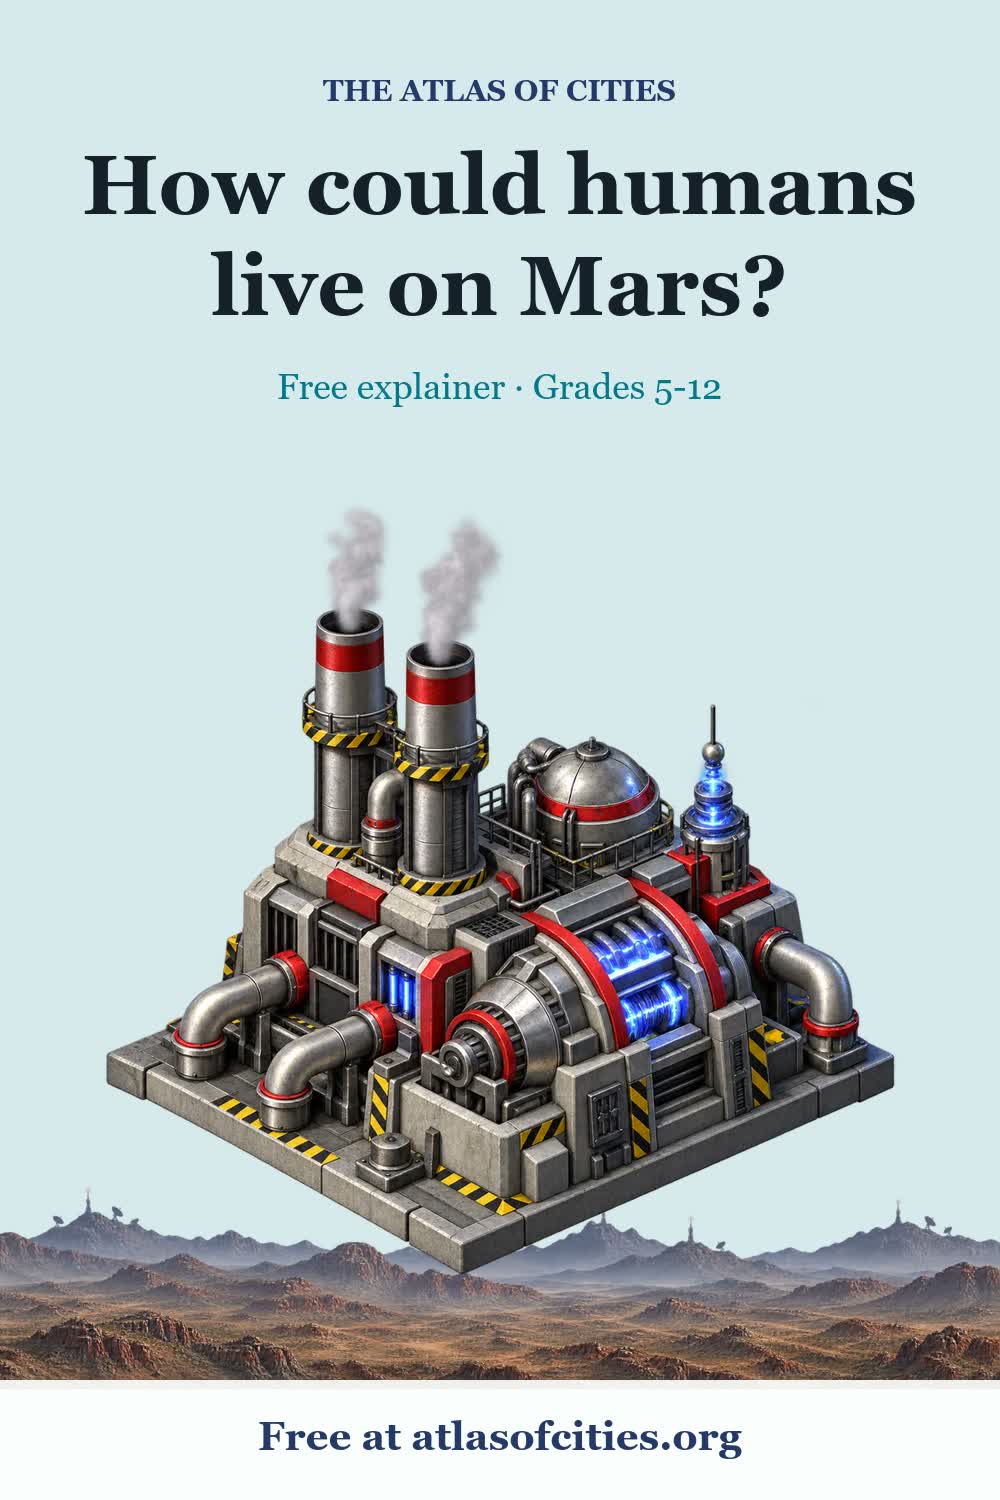 THE ATLAS OF CITIES
How could humans
live on Mars?
Free explainer · Grades 5-12
Free at atlasofcities.org